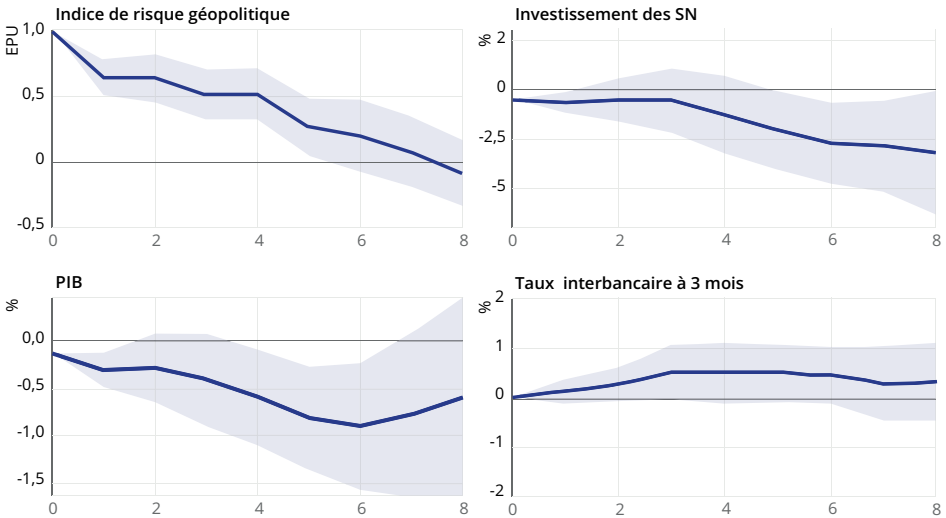 Indice de risque géopolitique
EPU
1,0
0,5
0
-0,5
0 2 4 6 8
Investissement des SN
%
2
0
-2,5
-5
0 2 4 6 8
PIB
%
0,0
-0,5
-1,0
-1,5
0 2 4 6 8
Taux interbancaire à 3 mois
%
2
1
0
-1
-2
0 2 4 6 8